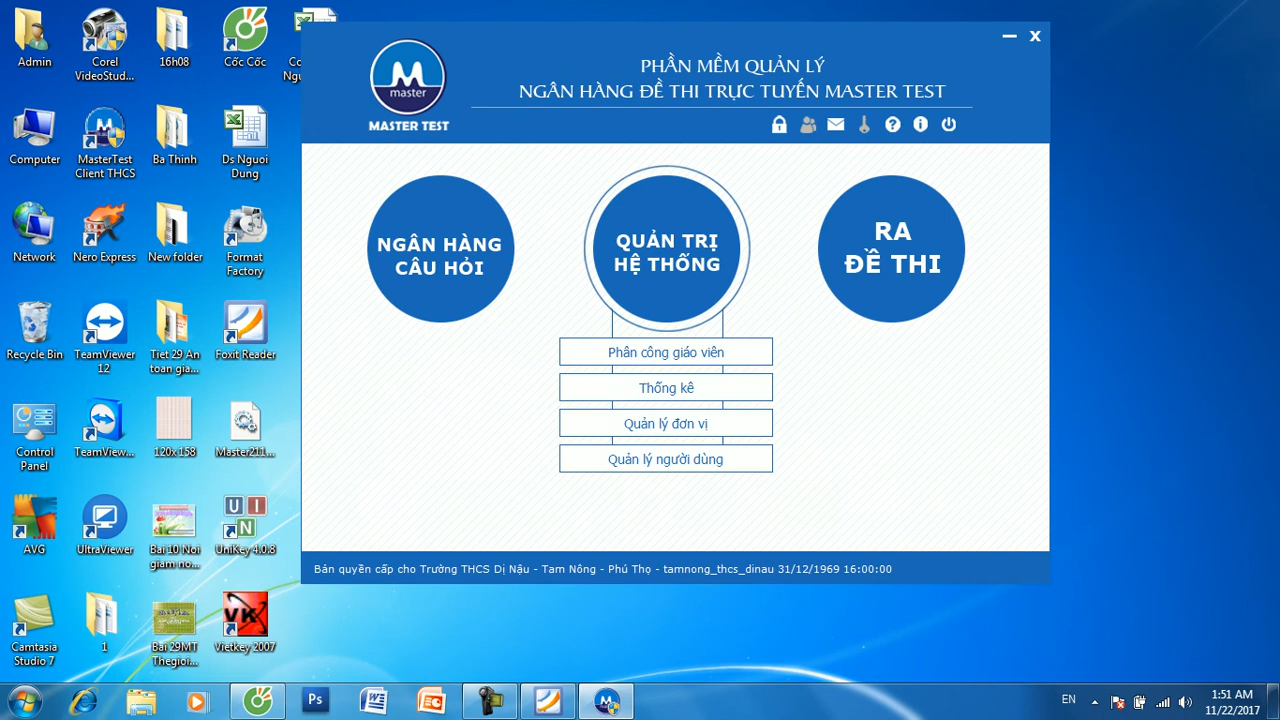 Admin
Corel
VideoStud...
16h08
Cốc Cốc
Co
Ngu
Computer
MasterTest
Client THCS
Ba Thinh
Ds Nguoi
Dung
Network
Nero Express
New folder
Format
Factory
Recycle Bin
TeamViewer
12
Tiet 29 An
toan gia...
Foxit Reader
Control
Panel
TeamView...
120x158
Master211...
AVG
UltraViewer
Bai 10 Noi
giam no...
UniKey 4.0.8
Camtasia
Studio 7
1
Bai 29MT
Thegioi...
Vietkey 2007
U I
N
VK
X
M
master
MASTER TEST
PHẦN MỀM QUẢN LÝ
NGÂN HÀNG ĐỀ THI TRỰC TUYẾN MASTER TEST
NGÂN HÀNG
CÂU HỎI
QUẢN TRỊ
HỆ THỐNG
RA
ĐỀ THI
Phân công giáo viên
Thống kê
Quản lý đơn vị
Quản lý người dùng
Bản quyền cấp cho Trường THCS Dị Nậu - Tam Nông - Phú Thọ - tamnong_thcs_dinau 31/12/1969 16:00:00
Ps
EN
1:51 AM
11/22/2017